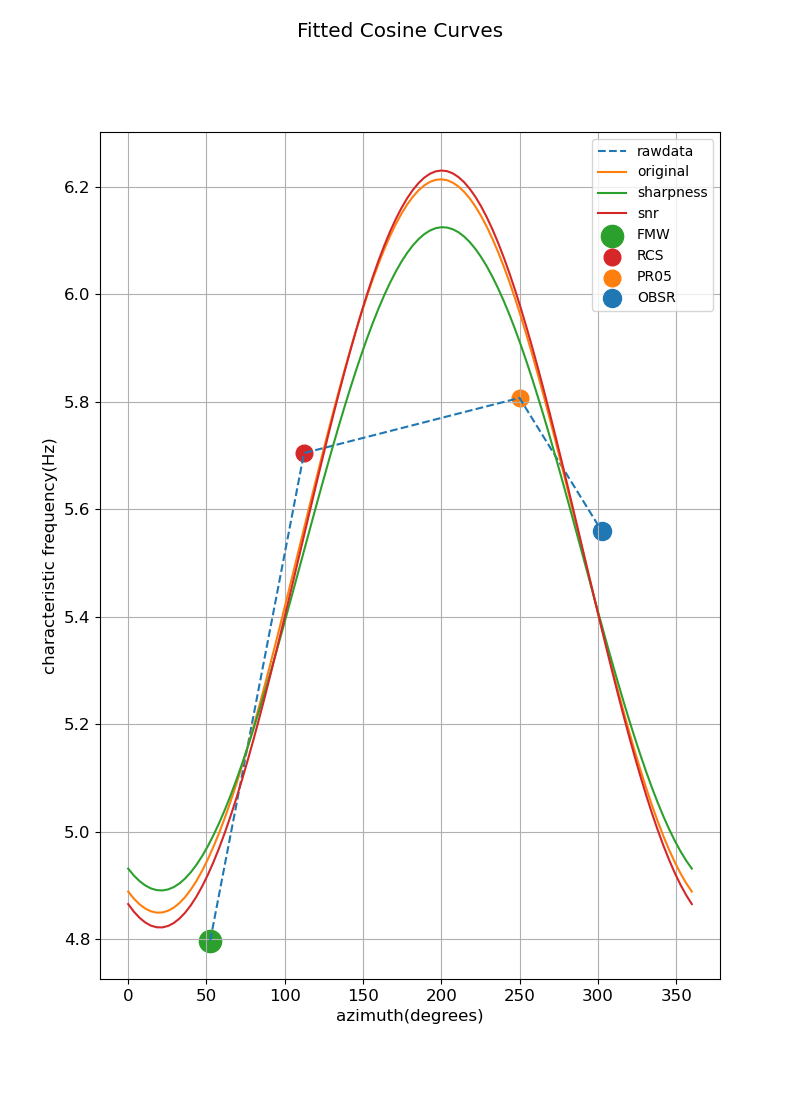 Fitted Cosine Curves
rawdata
original
sharpness
snr
FMW
RCS
PR05
OBSR
characteristic frequency(Hz)
6.2
6.0
5.8
5.6
5.4
5.2
5.0
4.8
0 50 100 150 200 250 300 350
azimuth(degrees)